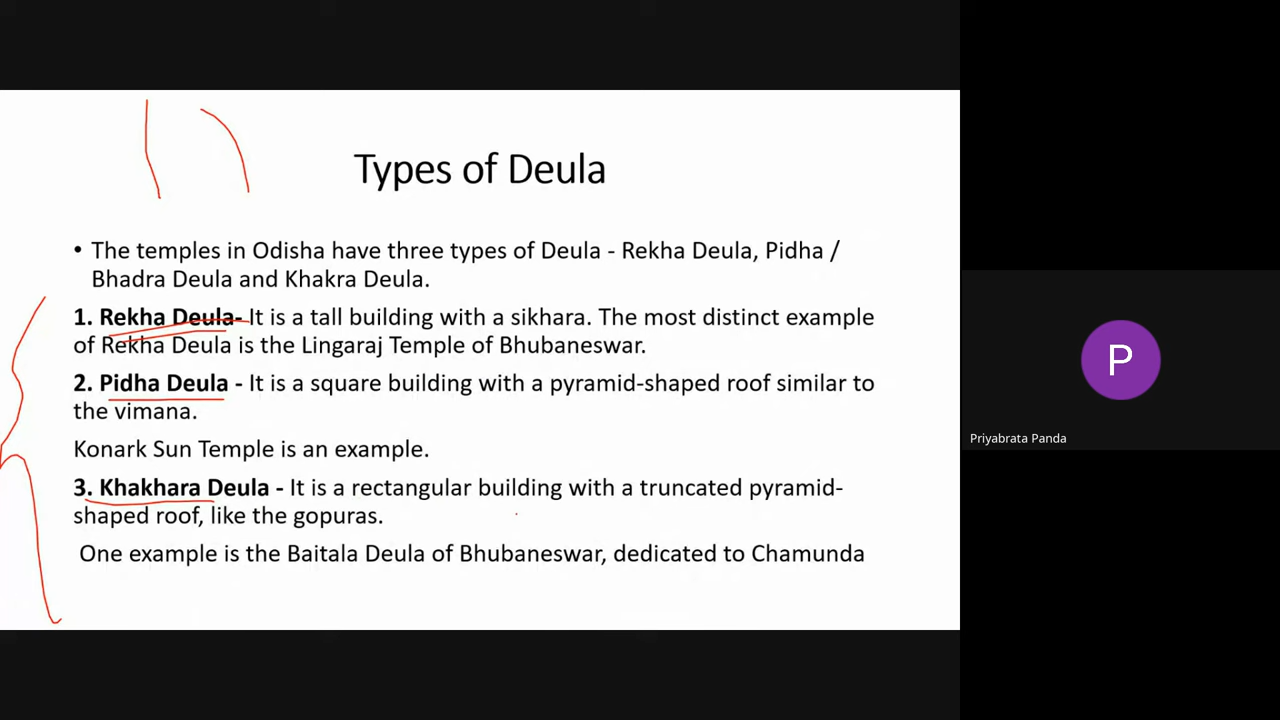 Types of Deula
• The temples in Odisha have three types of Deula - Rekha Deula, Pidha /
Bhadra Deula and Khakra Deula.
1. Rekha Deula- It is a tall building with a sikhara. The most distinct example
of Rekha Deula is the Lingaraj Temple of Bhubaneswar.
2. Pidha Deula - It is a square building with a pyramid-shaped roof similar to
the vimana.
Konark Sun Temple is an example.
3. Khakhara Deula - It is a rectangular building with a truncated pyramid-
shaped roof, like the gopuras.
One example is the Baitala Deula of Bhubaneswar, dedicated to Chamunda
P
Priyabrata Panda